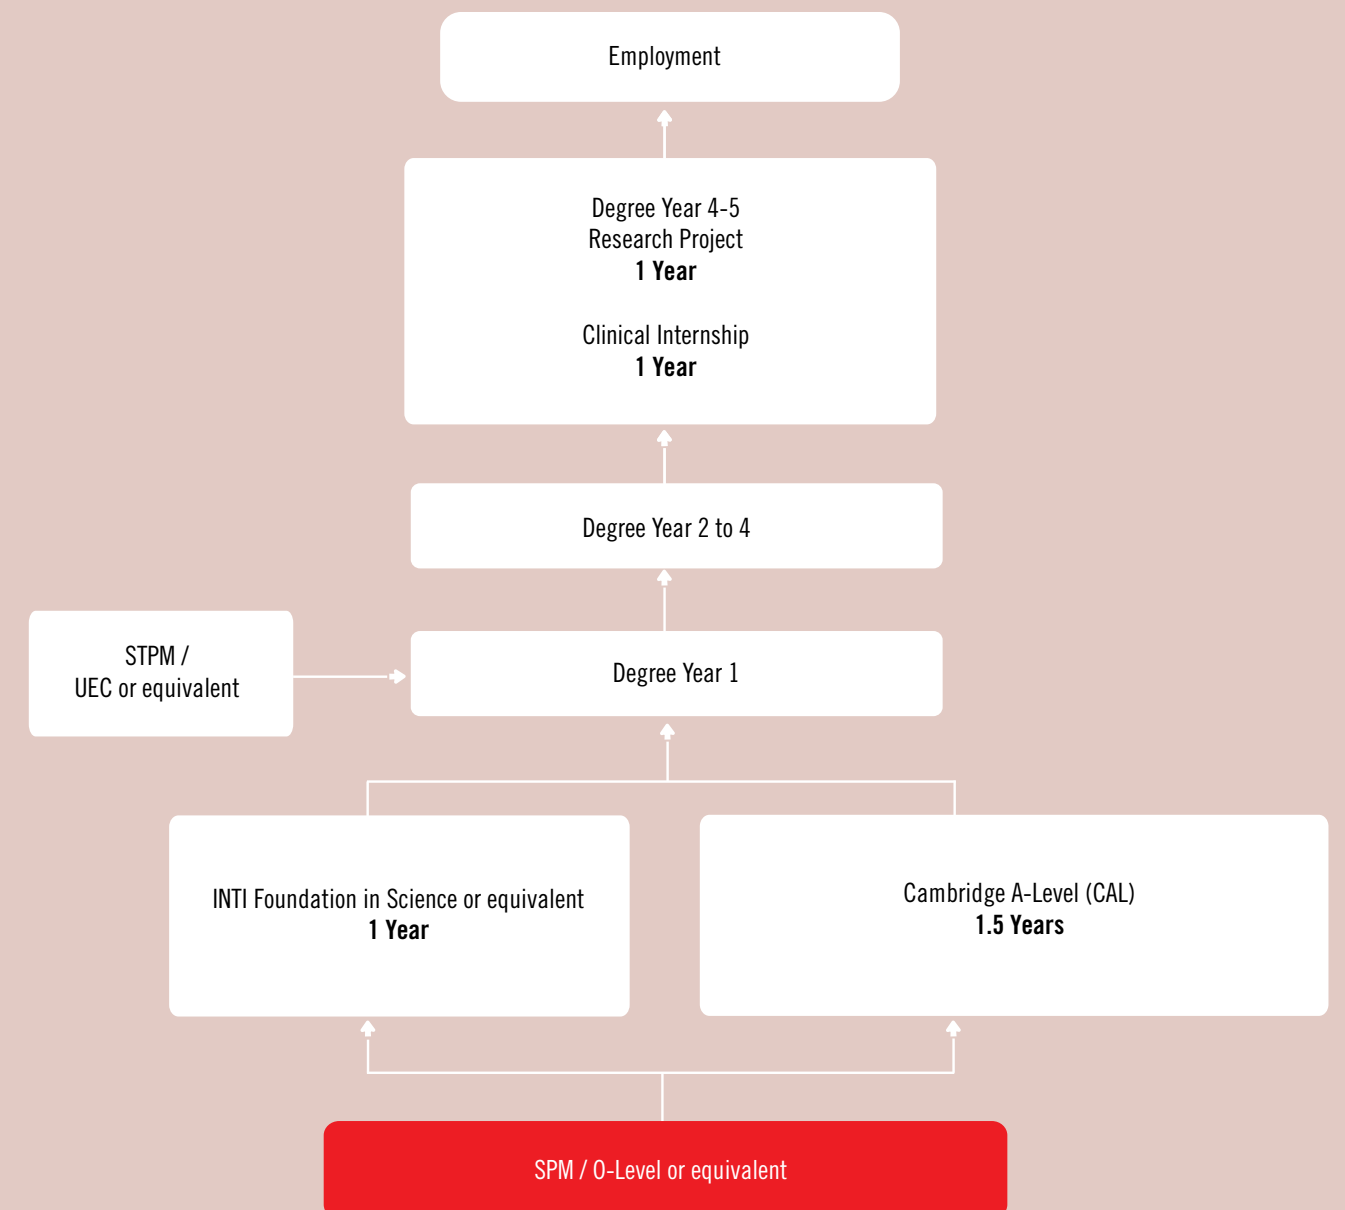 Employment
Degree Year 4-5
Research Project
1 Year
Clinical Internship
1 Year
Degree Year 2 to 4
STPM /
UEC or equivalent
Degree Year 1
INTI Foundation in Science or equivalent
1 Year
Cambridge A-Level (CAL)
1.5 Years
SPM / O-Level or equivalent